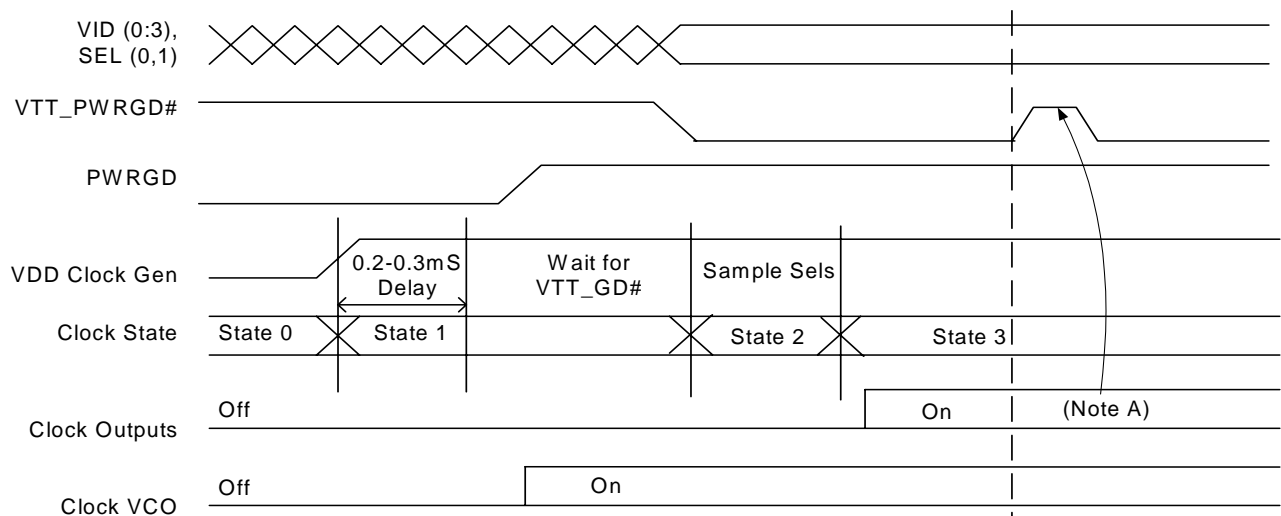 VID (0:3),
SEL (0,1)
VTT_PWRGD#
PWRGD
VDD Clock Gen
0.2-0.3mS
Delay
Wait for
VTT_GD#
Sample Sels
Clock State
State 0
State 1
State 2
State 3
Clock Outputs
Off
On
(Note A)
Clock VCO
Off
On